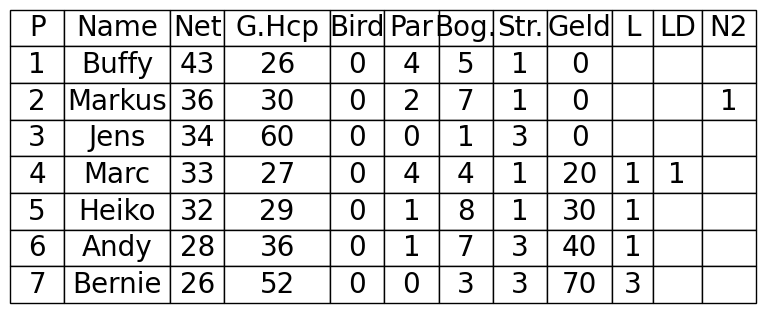 P Name Net G.Hcp Bird Par Bog. Str. Geld L LD N2
1 Buffy 43 26 0 4 5 1 0
2 Markus 36 30 0 2 7 1 0 1
3 Jens 34 60 0 0 1 3 0
4 Marc 33 27 0 4 4 1 20 1 1
5 Heiko 32 29 0 1 8 1 30 1
6 Andy 28 36 0 1 7 3 40 1
7 Bernie 26 52 0 0 3 3 70 3